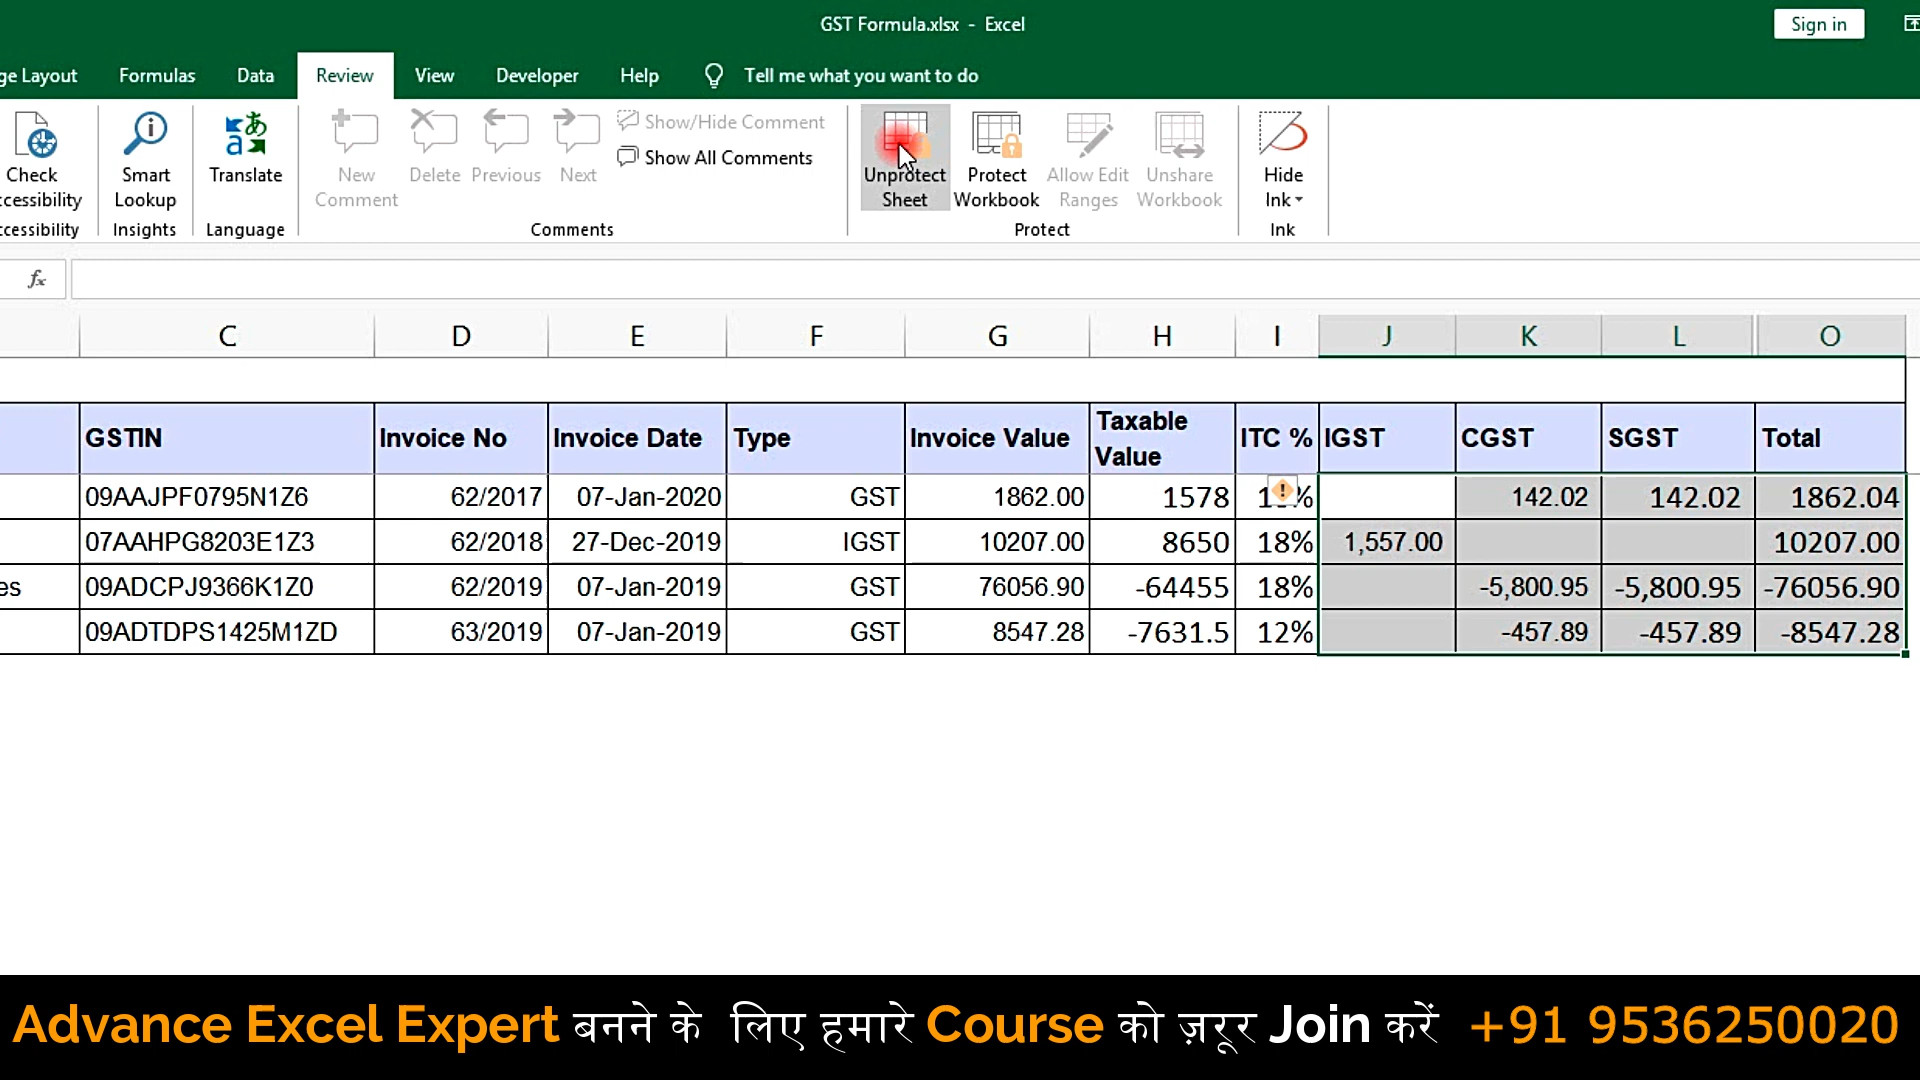 GST Formula.xlsx - Excel
Sign in
ge Layout Formulas Data Review View Developer Help Tell me what you want to do
Check
ccessibility
ccessibility
Smart
Lookup
Insights
Translate
Language
New
Comment
Delete
Previous
Next
Show/Hide Comment
Show All Comments
Comments
Unprotect
Sheet
Protect
Workbook
Allow Edit
Ranges
Unshare
Workbook
Protect
Hide
Ink
Ink
fx
C D E F G H I J K L O
GSTIN Invoice No Invoice Date Type Invoice Value Taxable Value ITC % IGST CGST SGST Total
09AAJPF0795N1Z6 62/2017 07-Jan-2020 GST 1862.00 1578 142.02 142.02 1862.04
07AAHPG8203E1Z3 62/2018 27-Dec-2019 IGST 10207.00 8650 18% 1,557.00 10207.00
es 09ADCPJ9366K1Z0 62/2019 07-Jan-2019 GST 76056.90 -64455 18% -5,800.95 -5,800.95 -76056.90
09ADTDPS1425M1ZD 63/2019 07-Jan-2019 GST 8547.28 -7631.5 12% -457.89 -457.89 -8547.28
Advance Excel Expert बनने के लिए हमारे Course को ज़रूर Join करें +91 9536250020